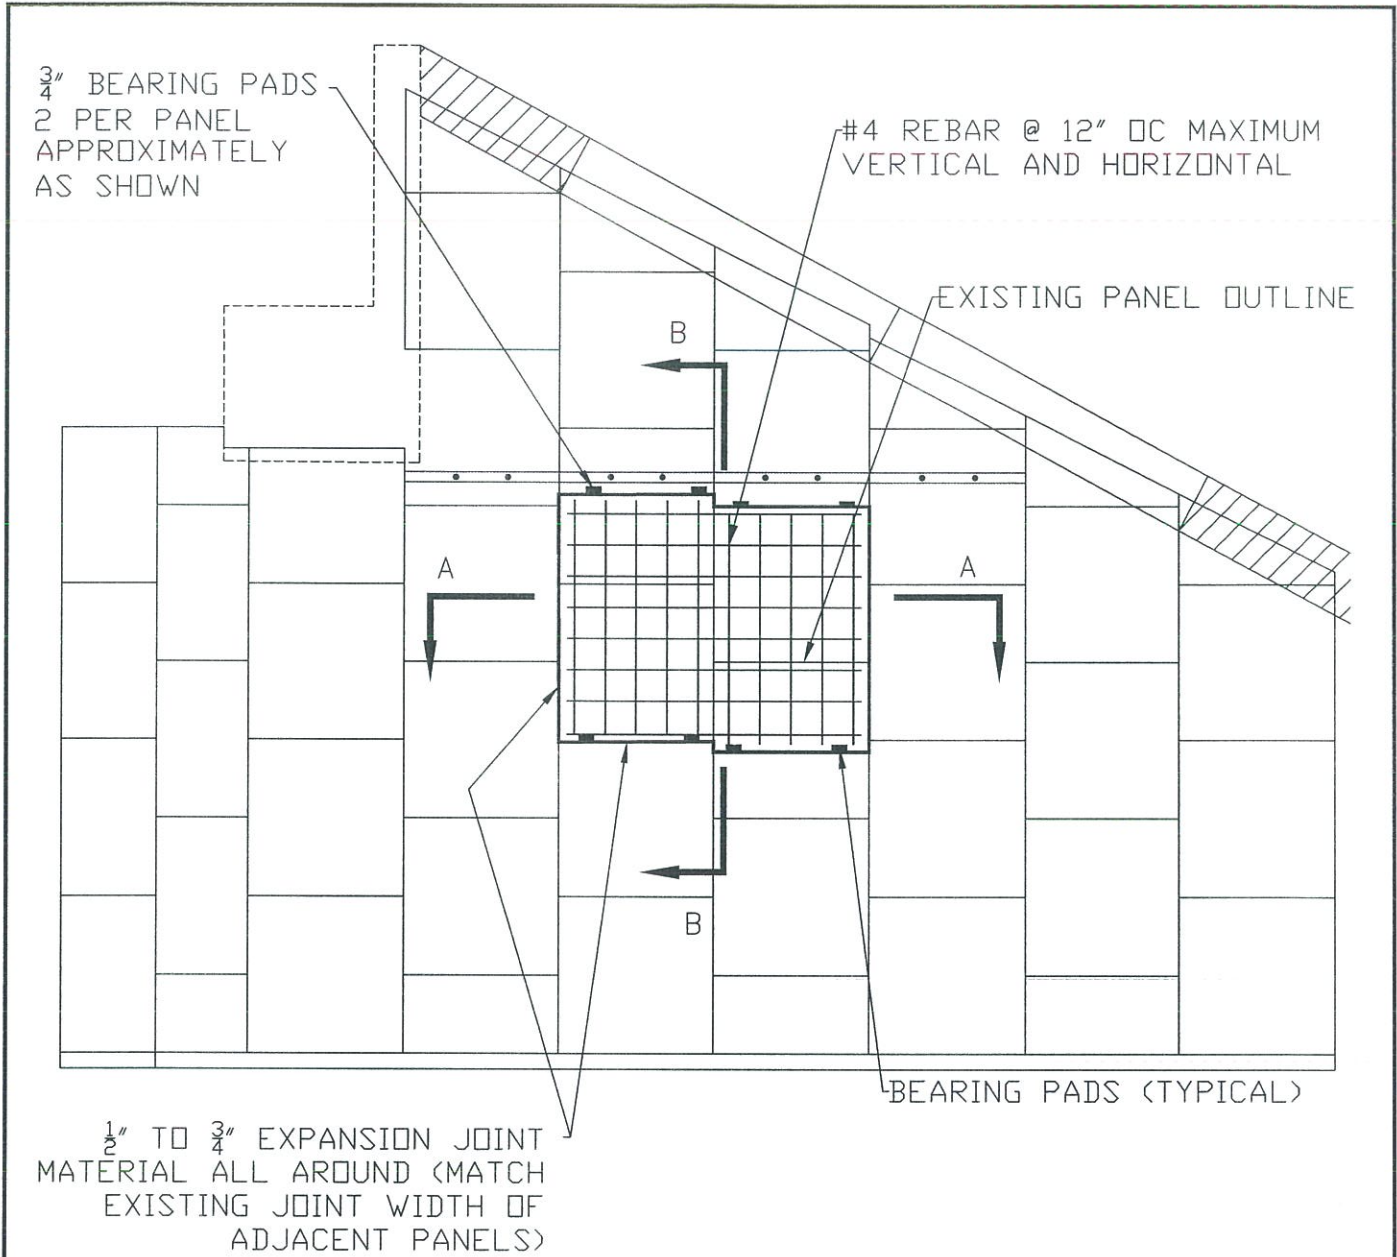 ¾" BEARING PADS
2 PER PANEL
APPROXIMATELY
AS SHOWN
#4 REBAR @ 12" OC MAXIMUM
VERTICAL AND HORIZONTAL
EXISTING PANEL OUTLINE
B
A
A
B
BEARING PADS (TYPICAL)
½" TO ¾" EXPANSION JOINT
MATERIAL ALL AROUND (MATCH
EXISTING JOINT WIDTH OF
ADJACENT PANELS)